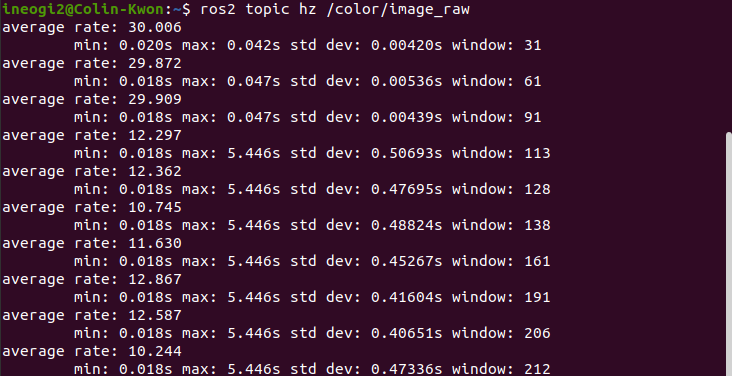 ineogi2@Colin-Kwon:~$ ros2 topic hz /color/image_raw
average rate: 30.006
min: 0.020s max: 0.042s std dev: 0.00420s window: 31
average rate: 29.872
min: 0.018s max: 0.047s std dev: 0.00536s window: 61
average rate: 29.909
min: 0.018s max: 0.047s std dev: 0.00439s window: 91
average rate: 12.297
min: 0.018s max: 5.446s std dev: 0.50693s window: 113
average rate: 12.362
min: 0.018s max: 5.446s std dev: 0.47695s window: 128
average rate: 10.745
min: 0.018s max: 5.446s std dev: 0.48824s window: 138
average rate: 11.630
min: 0.018s max: 5.446s std dev: 0.45267s window: 161
average rate: 12.867
min: 0.018s max: 5.446s std dev: 0.41604s window: 191
average rate: 12.587
min: 0.018s max: 5.446s std dev: 0.40651s window: 206
average rate: 10.244
min: 0.018s max: 5.446s std dev: 0.47336s window: 212